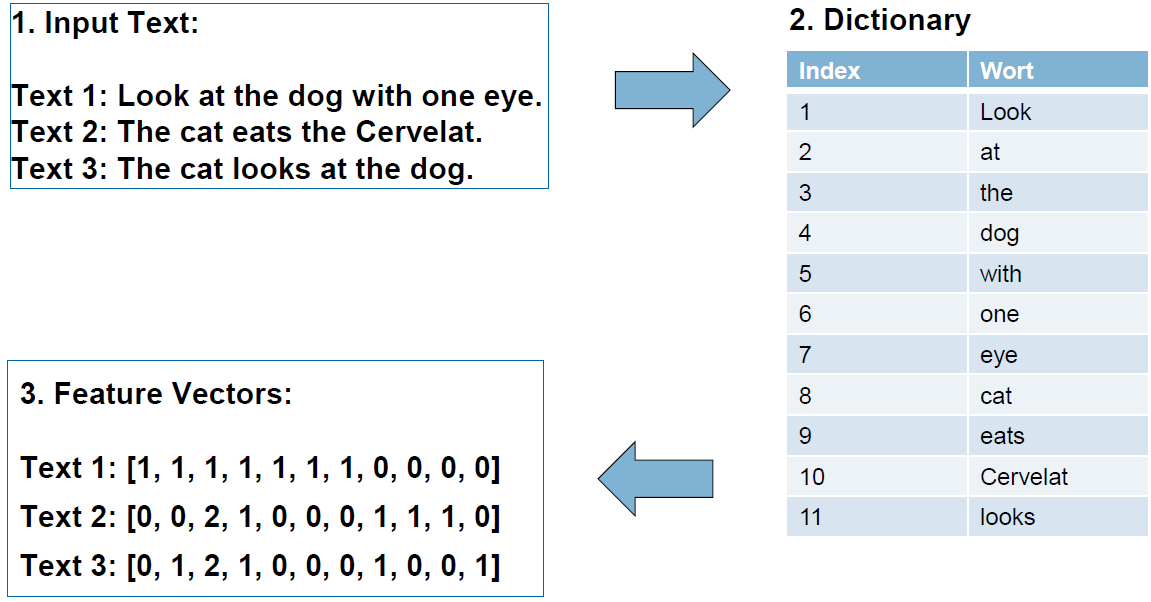 1. Input Text:
Text 1: Look at the dog with one eye.
Text 2: The cat eats the Cervelat.
Text 3: The cat looks at the dog.
2. Dictionary
Index Wort
1 Look
2 at
3 the
4 dog
5 with
6 one
7 eye
8 cat
9 eats
10 Cervelat
11 looks
3. Feature Vectors:
Text 1: [1, 1, 1, 1, 1, 1, 1, 0, 0, 0, 0]
Text 2: [0, 0, 2, 1, 0, 0, 0, 1, 1, 1, 0]
Text 3: [0, 1, 2, 1, 0, 0, 0, 1, 0, 0, 1]